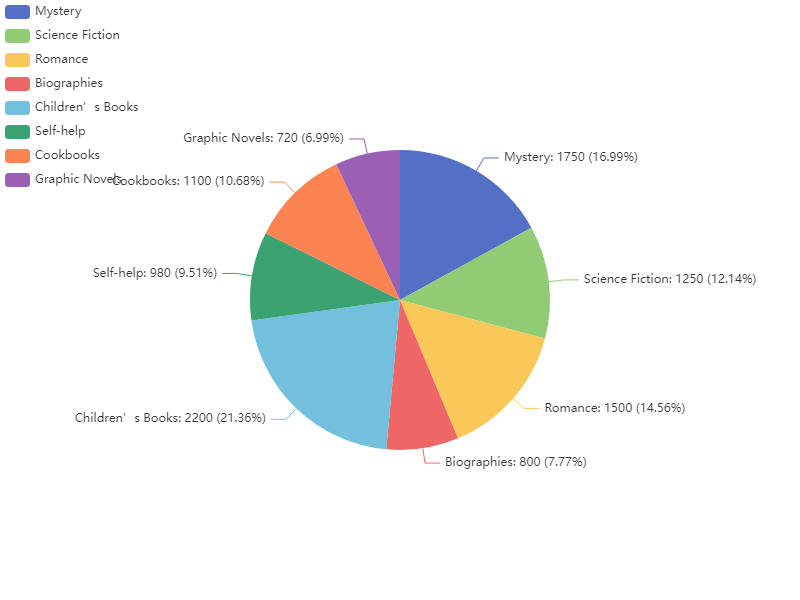 Mystery
Science Fiction
Romance
Biographies
Children’s Books
Self-help
Cookbooks
Graphic Novels
Graphic Novels: 720 (6.99%)
Mystery: 1750 (16.99%)
Cookbooks: 1100 (10.68%)
Self-help: 980 (9.51%)
Science Fiction: 1250 (12.14%)
Romance: 1500 (14.56%)
Children’s Books: 2200 (21.36%)
Biographies: 800 (7.77%)